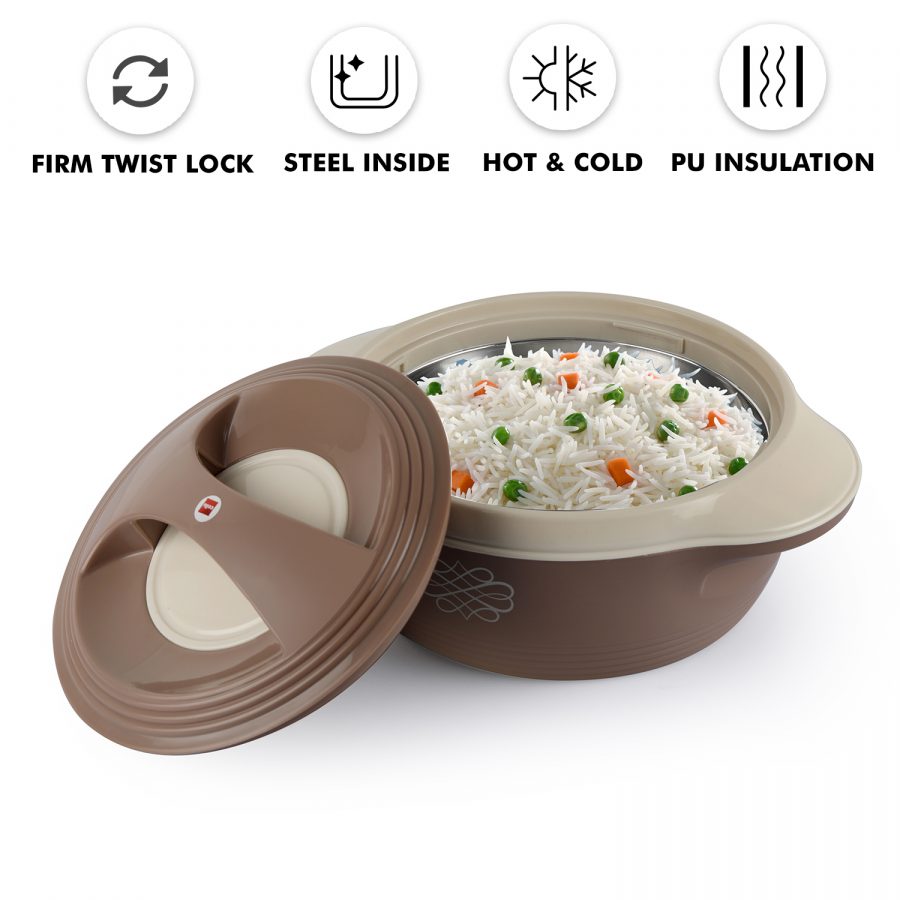 FIRM TWIST LOCK
STEEL INSIDE
HOT & COLD
PU INSULATION